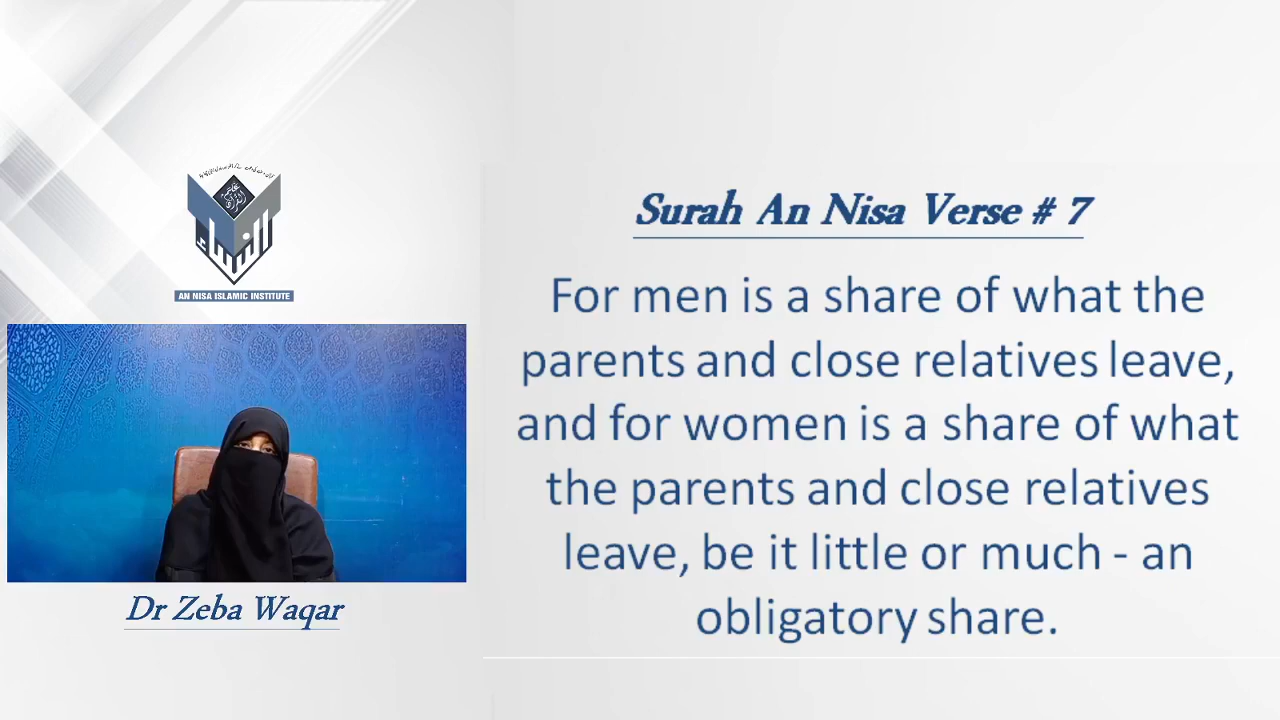 النساء
AN NISA ISLAMIC INSTITUTE
Dr Zeba Waqar
Surah An Nisa Verse # 7
For men is a share of what the
parents and close relatives leave,
and for women is a share of what
the parents and close relatives
leave, be it little or much - an
obligatory share.